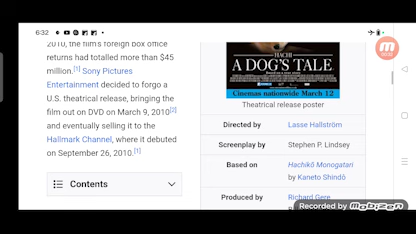 6:32
2010, the film's foreign box office
returns had totalled more than $45
million.[1] Sony Pictures
Entertainment decided to forgo a
U.S. theatrical release, bringing the
film out on DVD on March 9, 2010[2]
and eventually selling it to the
Hallmark Channel, where it debuted
on September 26, 2010.[1]
Contents
HACHI
A DOG'S TALE
Cinemas nationwide March 12
Theatrical release poster
Directed by Lasse Hallström
Screenplay by Stephen P. Lindsey
Based on Hachikō Monogatari
by Kaneto Shindō
Produced by Richard Gere
Recorded by mobizen